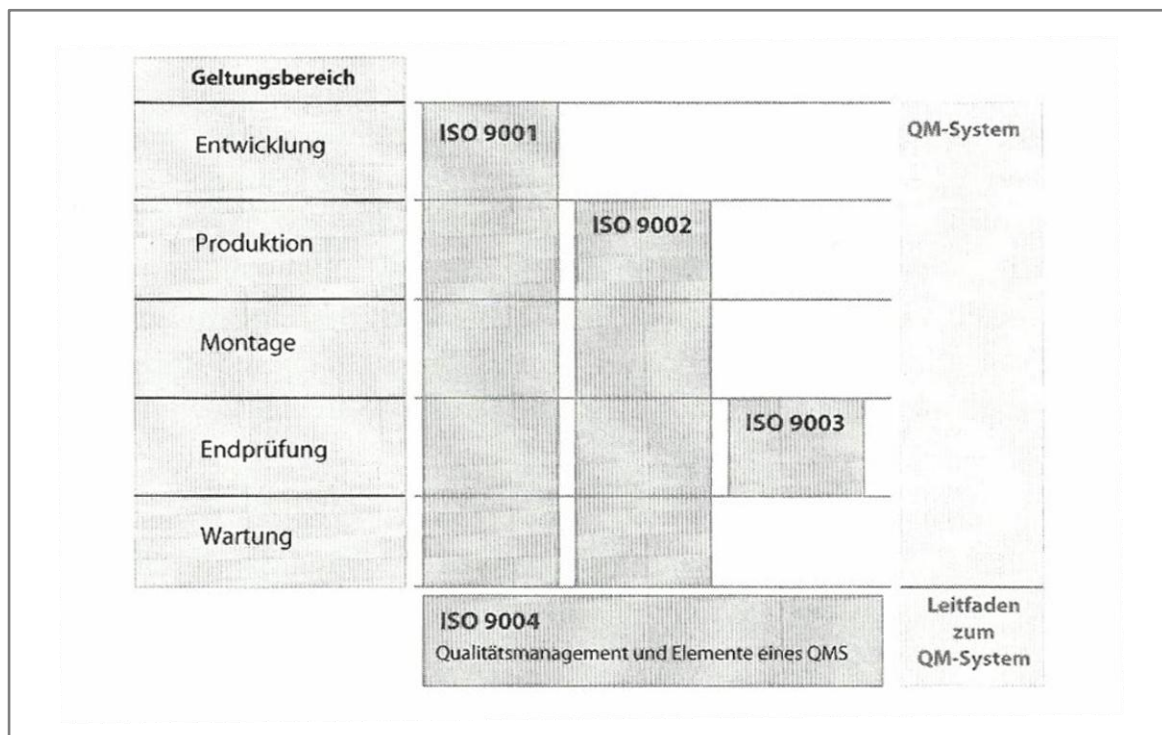 Geltungsbereich
Entwicklung
ISO 9001
QM-System
Produktion
ISO 9002
Montage
Endprüfung
ISO 9003
Wartung
ISO 9004
Qualitätsmanagement und Elemente eines QMS
Leitfaden
zum
QM-System